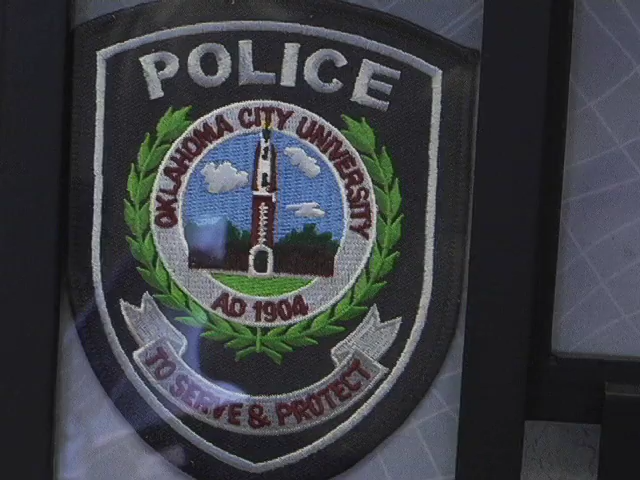 POLICE
OKLAHOMA CITY UNIVERSITY
AD 1904
TO SERVE & PROTECT